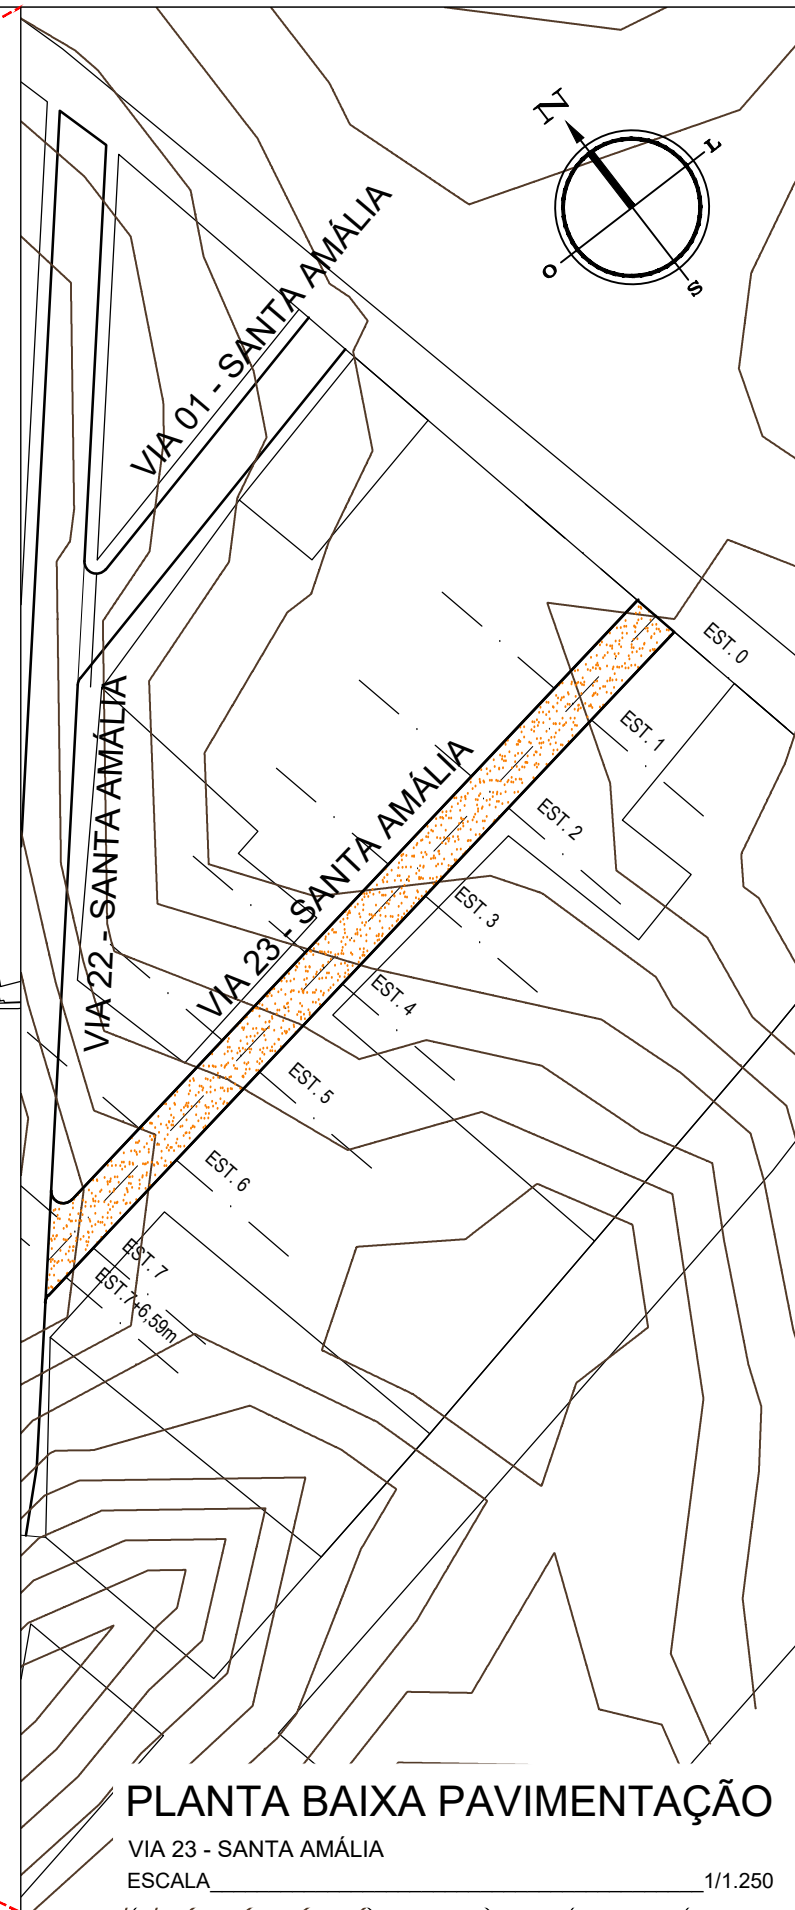 N
L
O
S
VIA 01 - SANTA AMÁLIA
EST. 0
EST. 1
EST. 2
EST. 3
EST. 4
EST. 5
EST. 6
EST. 7
EST.7+6,59m
VIA 22 - SANTA AMÁLIA
VIA 23 - SANTA AMÁLIA
PLANTA BAIXA PAVIMENTAÇÃO
VIA 23 - SANTA AMÁLIA
ESCALA 1/1.250